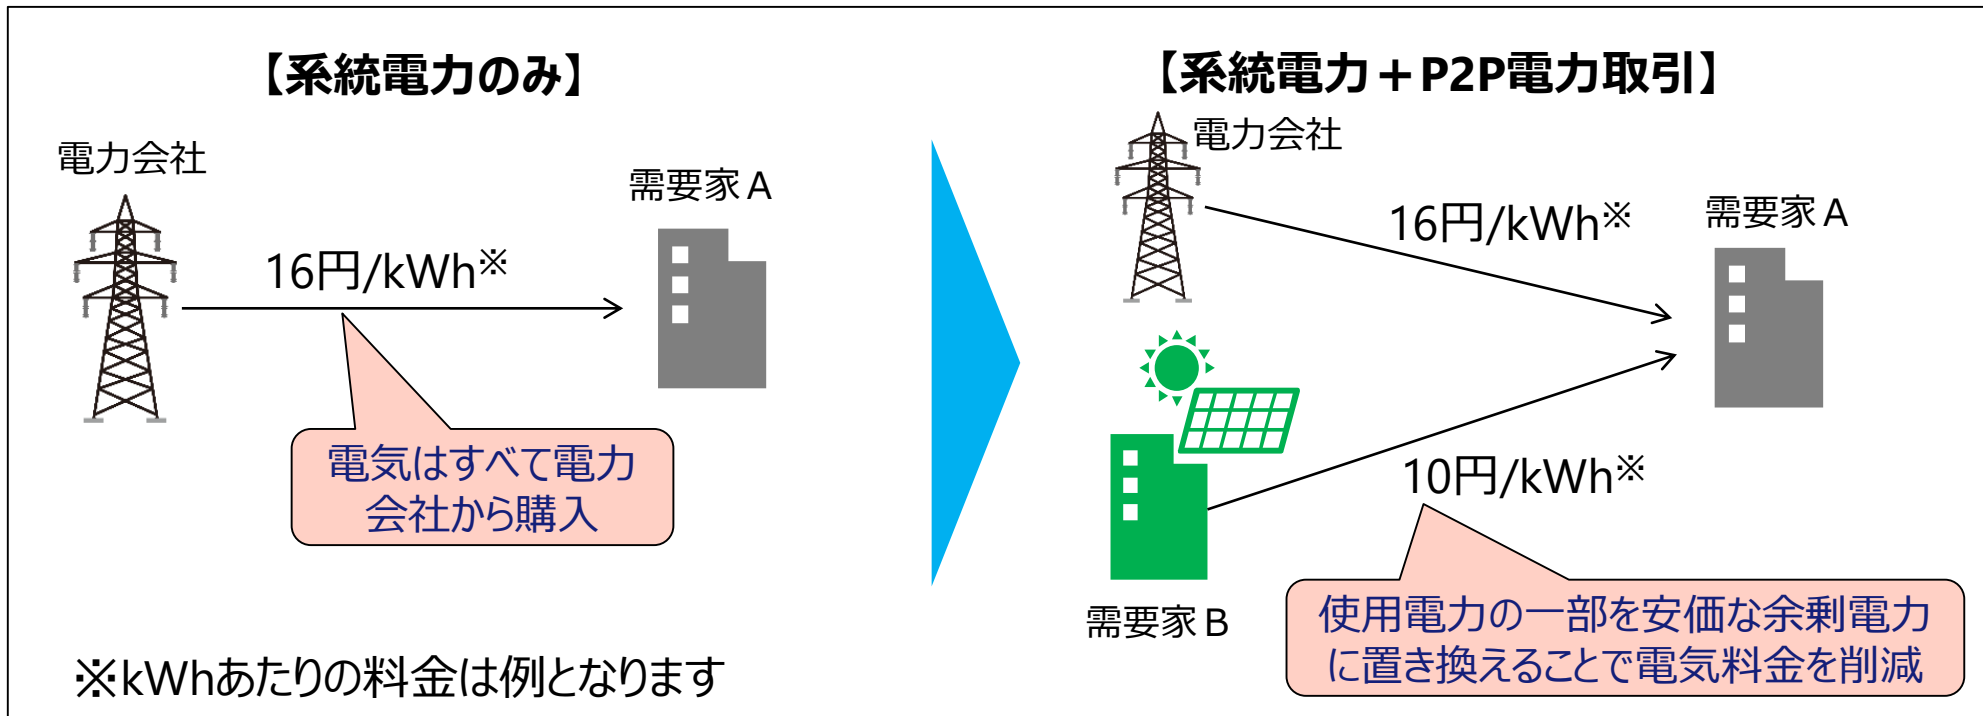 【系統電力のみ】
電力会社
需要家A
16円/kWh※
電気はすべて電力
会社から購入
※kWhあたりの料金は例となります
【系統電力＋P2P電力取引】
電力会社
16円/kWh※
需要家A
10円/kWh※
需要家B
使用電力の一部を安価な余剰電力
に置き換えることで電気料金を削減